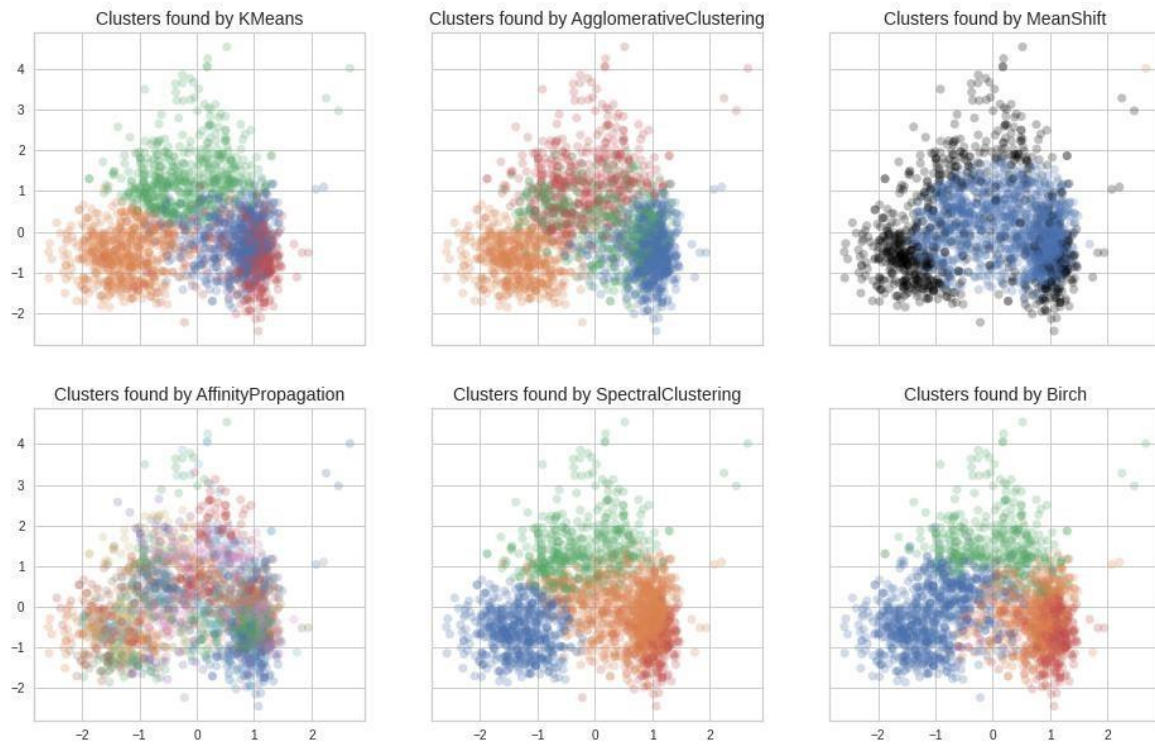 Clusters found by KMeans
Clusters found by AgglomerativeClustering
Clusters found by MeanShift
4
3
2
1
0
−1
−2
Clusters found by AffinityPropagation
Clusters found by SpectralClustering
Clusters found by Birch
4
3
2
1
0
−1
−2
−2 −1 0 1 2
−2 −1 0 1 2
−2 −1 0 1 2